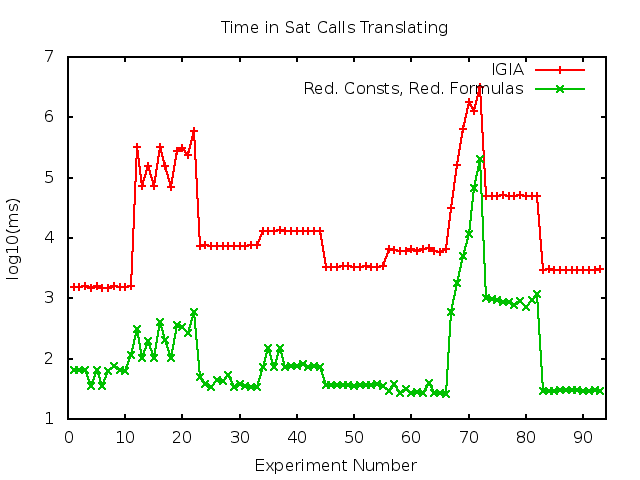 Time in Sat Calls Translating
7
6
5
4
3
2
1
log10(ms)
IGIA
Red. Consts, Red. Formulas
0 10 20 30 40 50 60 70 80 90
Experiment Number